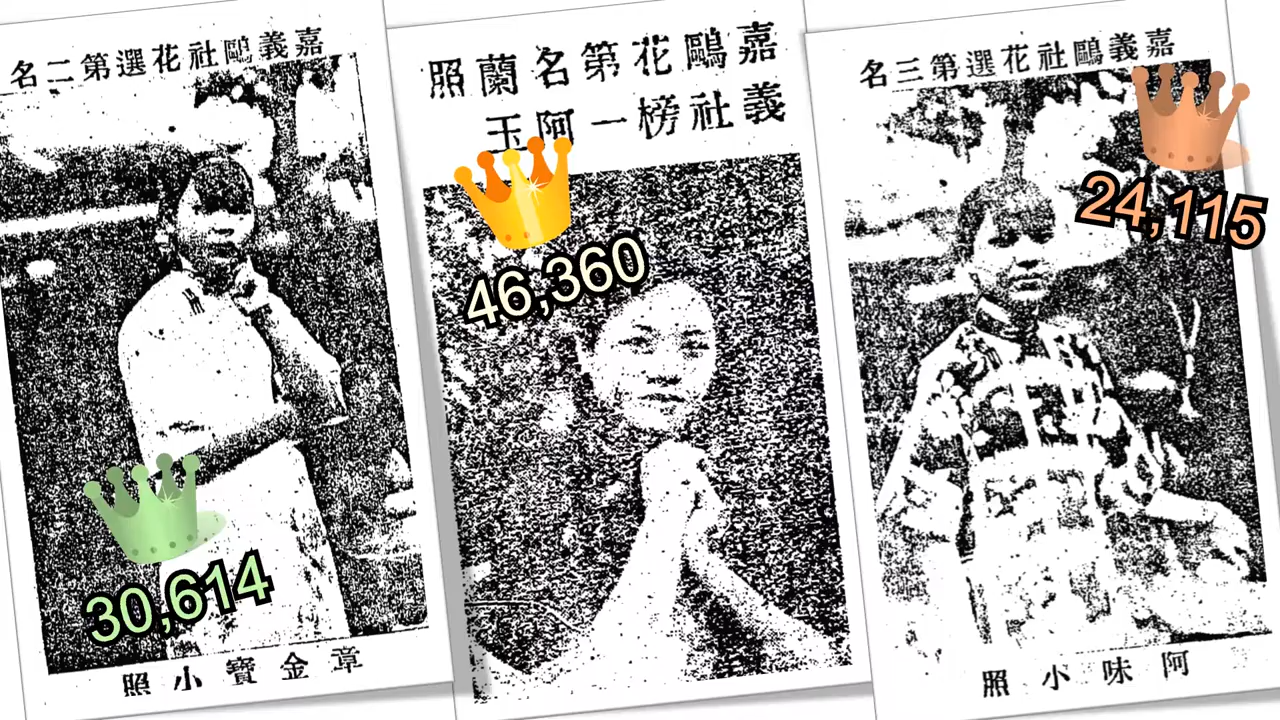 嘉義鷗社花選第二名
30,614
章金寶小照
嘉義鷗社花榜第一名阿蘭玉照
46,360
嘉義鷗社花選第三名
24,115
阿味小照